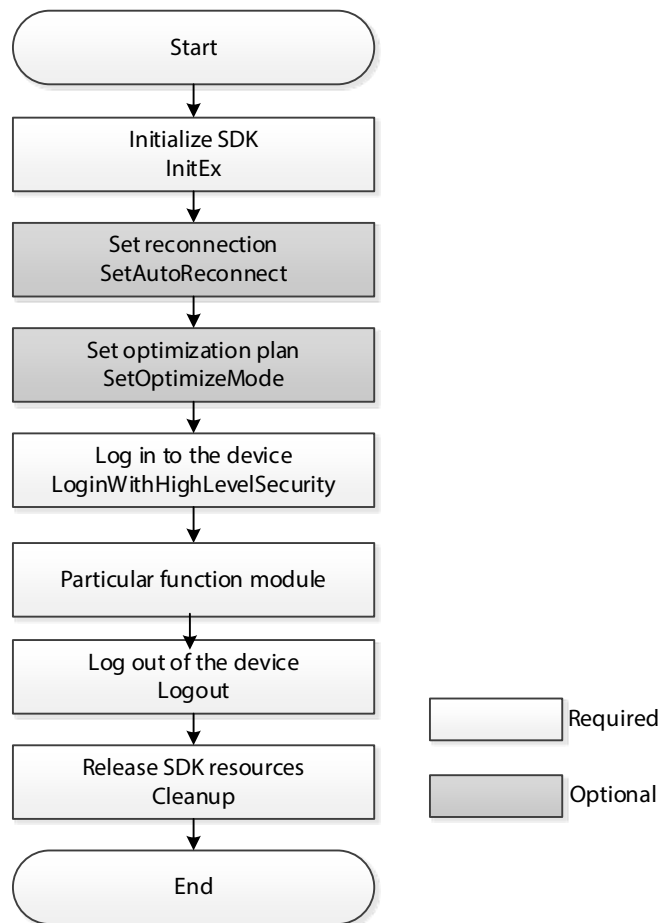 Start
Initialize SDK
InitEx
Set reconnection
SetAutoReconnect
Set optimization plan
SetOptimizeMode
Log in to the device
LoginWithHighLevelSecurity
Particular function module
Log out of the device
Logout
Release SDK resources
Cleanup
End
Required
Optional